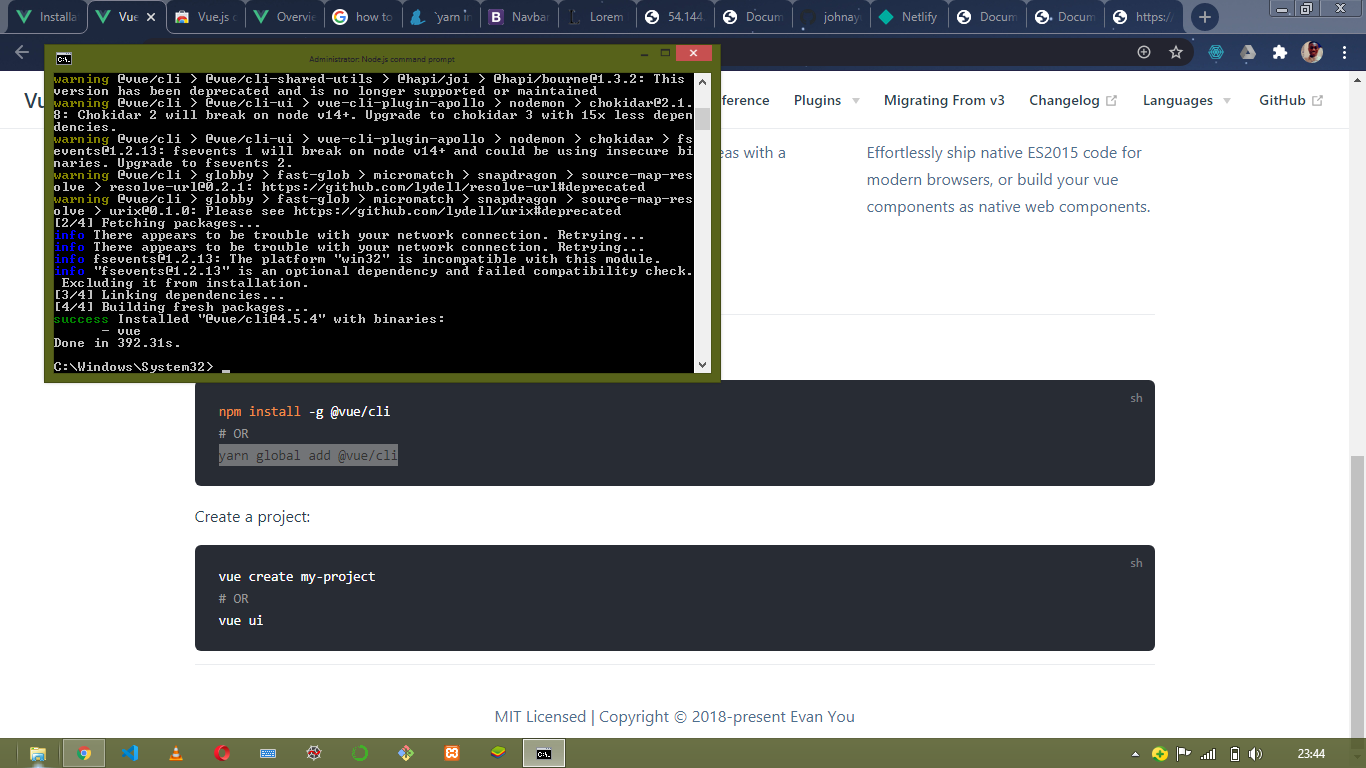 Installa
Vue
Vue.js d
Overvie
how to
`yarn in
Navbar
Lorem
54.144.
Docum
johnay
Netlify
Docum
Docum
https:/
Administrator: Node.js command prompt
warning @vue/cli > @vue/cli-shared-utils > @hapi/joi > @hapi/bourne@1.3.2: This
version has been deprecated and is no longer supported or maintained
warning @vue/cli > @vue/cli-ui > vue-cli-plugin-apollo > nodemon > chokidar@2.1.
8: Chokidar 2 will break on node v14+. Upgrade to chokidar 3 with 15x less depen
dencies.
warning @vue/cli > @vue/cli-ui > vue-cli-plugin-apollo > nodemon > chokidar > fs
events@1.2.13: fsevents 1 will break on node v14+ and could be using insecure bi
naries. Upgrade to fsevents 2.
warning @vue/cli > globby > fast-glob > micromatch > snapdragon > source-map-res
olve > resolve-url@0.2.1: https://github.com/lydell/resolve-url#deprecated
warning @vue/cli > globby > fast-glob > micromatch > snapdragon > source-map-res
olve > urix@0.1.0: Please see https://github.com/lydell/urix#deprecated
[2/4] Fetching packages...
info There appears to be trouble with your network connection. Retrying...
info There appears to be trouble with your network connection. Retrying...
info fsevents@1.2.13: The platform "win32" is incompatible with this module.
info "fsevents@1.2.13" is an optional dependency and failed compatibility check.
Excluding it from installation.
[3/4] Linking dependencies...
[4/4] Building fresh packages...
success Installed "@vue/cli@4.5.4" with binaries:
- vue
Done in 392.31s.
C:\Windows\System32>
Vu
ference Plugins Migrating From v3 Changelog Languages GitHub
eas with a
Effortlessly ship native ES2015 code for
modern browsers, or build your vue
components as native web components.
sh
npm install -g @vue/cli
# OR
yarn global add @vue/cli
Create a project:
sh
vue create my-project
# OR
vue ui
MIT Licensed | Copyright © 2018-present Evan You
23:44